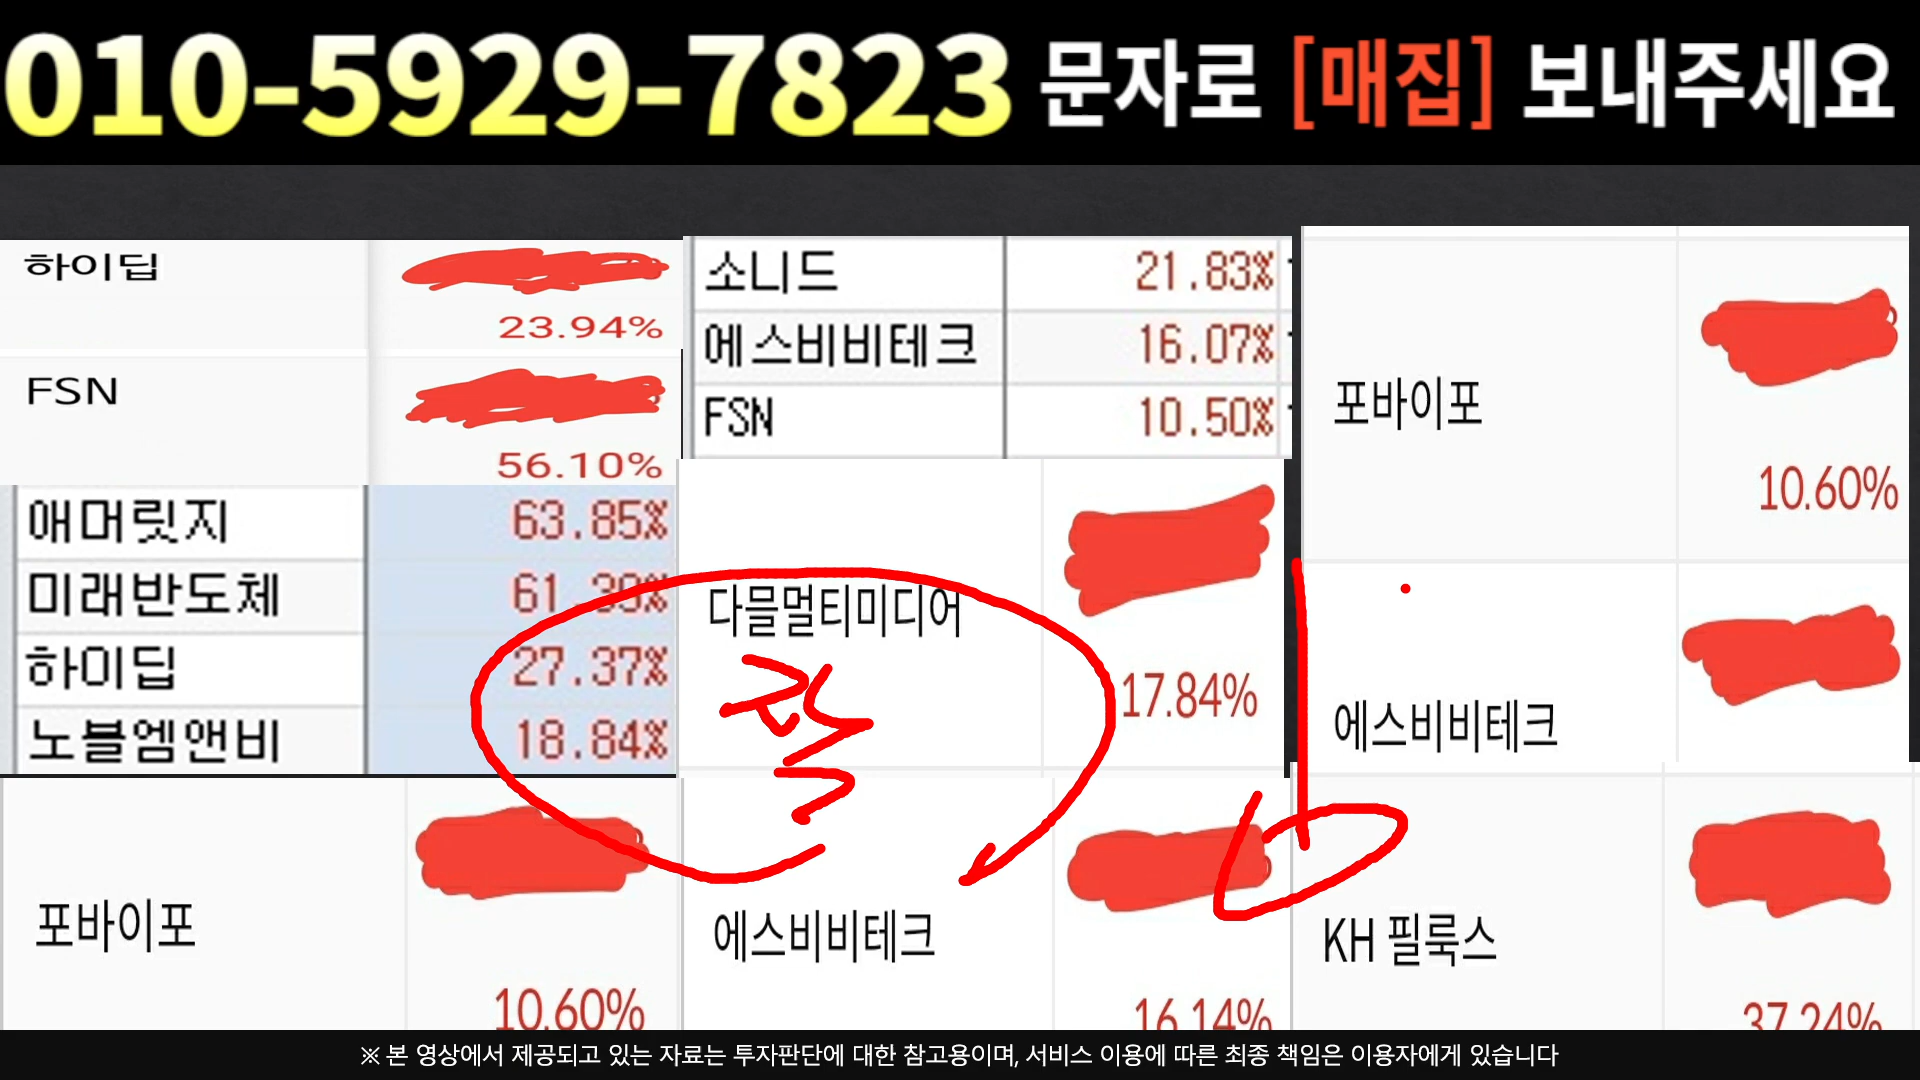 010-5929-7823 문자로 [매집] 보내주세요
하이딥
23.94%
FSN
56.10%
애머릿지 63.85%
미래반도체 61.39%
하이딥 27.37%
노블엠앤비 18.84%
소니드 21.83%
에스비비테크 16.07%
FSN 10.50%
다믈멀티미디어
17.84%
포바이포
10.60%
에스비비테크
포바이포
10.60%
에스비비테크
16.14%
KH 필룩스
37.24%
※ 본 영상에서 제공되고 있는 자료는 투자판단에 대한 참고용이며, 서비스 이용에 따른 최종 책임은 이용자에게 있습니다